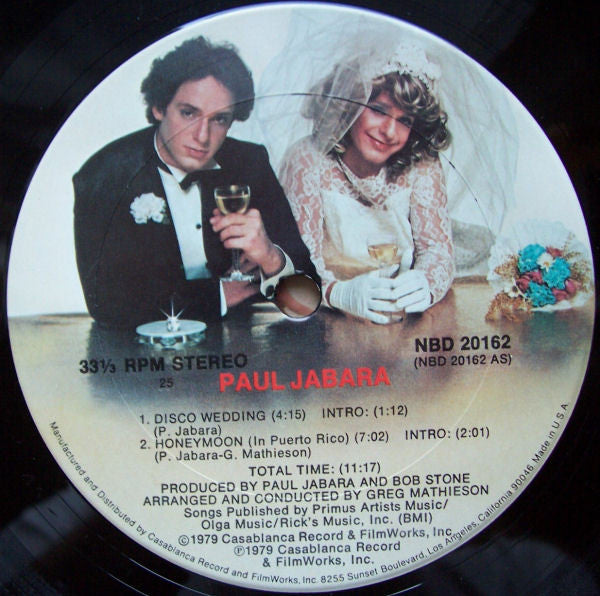 33⅓ RPM STEREO
25
NBD 20162
(NBD 20162 AS)
PAUL JABARA
1. DISCO WEDDING (4:15) INTRO: (1:12)
(P. Jabara)
2. HONEYMOON (In Puerto Rico) (7:02) INTRO: (2:01)
(P. Jabara-G. Mathieson)
TOTAL TIME: (11:17)
PRODUCED BY PAUL JABARA AND BOB STONE
ARRANGED AND CONDUCTED BY GREG MATHIESON
Songs Published by Primus Artists Music/
Olga Music/Rick's Music, Inc. (BMI)
©1979 Casablanca Record & FilmWorks, Inc.
℗1979 Casablanca Record
& FilmWorks, Inc.
Manufactured and Distributed by Casablanca Record and FilmWorks, Inc. 8255 Sunset Boulevard, Los Angeles, California 90046 Made in U.S.A.